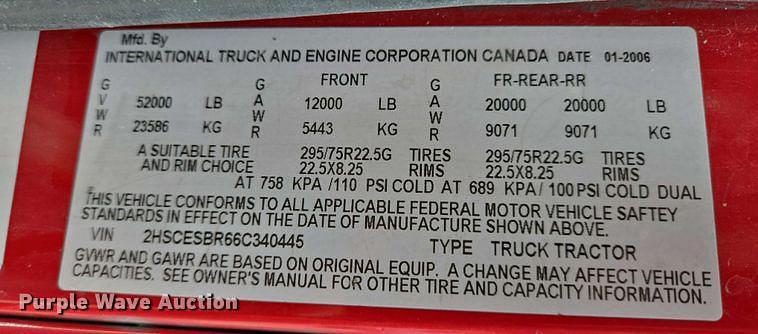 Mfd. By
INTERNATIONAL TRUCK AND ENGINE CORPORATION CANADA DATE 01-2006
GVWR GAWR FRONT GAWR FR-REAR-RR
52000 LB 12000 LB 20000 20000 LB
23586 KG 5443 KG 9071 9071 KG
A SUITABLE TIRE 295/75R22.5G TIRES 295/75R22.5G TIRES
AND RIM CHOICE 22.5X8.25 RIMS 22.5X8.25 RIMS
AT 758 KPA /110 PSI COLD AT 689 KPA/ 100 PSI COLD DUAL
THIS VEHICLE CONFORMS TO ALL APPLICABLE FEDERAL MOTOR VEHICLE SAFTEY
STANDARDS IN EFFECT ON THE DATE OF MANUFACTURE SHOWN ABOVE.
VIN 2HSCESBR66C340445 TYPE TRUCK TRACTOR
GVWR AND GAWR ARE BASED ON ORIGINAL EQUIP. A CHANGE MAY AFFECT VEHICLE
CAPACITIES. SEE OWNER'S MANUAL FOR OTHER TIRE AND CAPACITY INFORMATION.
Purple Wave Auction